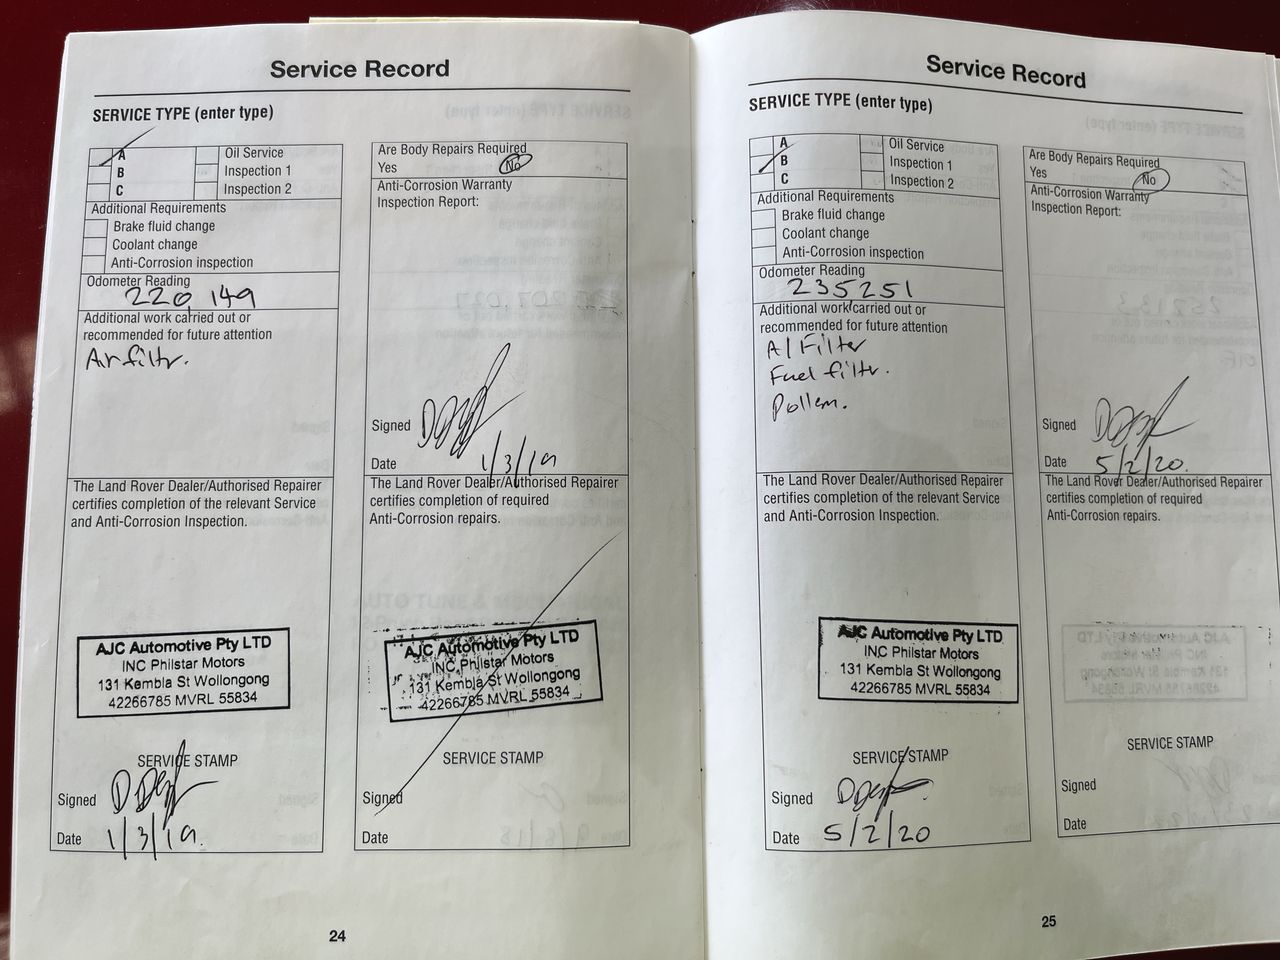 Service Record
SERVICE TYPE (enter type)
A
B
C
Oil Service
Inspection 1
Inspection 2
Additional Requirements
Brake fluid change
Coolant change
Anti-Corrosion inspection
Odometer Reading
220,149
Additional work carried out or
recommended for future attention
Air filtr.
The Land Rover Dealer/Authorised Repairer
certifies completion of the relevant Service
and Anti-Corrosion Inspection.
AJC Automotive Pty LTD
INC Philstar Motors
131 Kembla St Wollongong
42266785 MVRL 55834
SERVICE STAMP
Signed
Date 1/3/19.
Are Body Repairs Required
Yes No
Anti-Corrosion Warranty
Inspection Report:
Signed
Date 1/3/19
The Land Rover Dealer/Authorised Repairer
certifies completion of required
Anti-Corrosion repairs.
AJC Automotive Pty LTD
INC Philstar Motors
131 Kembla St Wollongong
42266785 MVRL 55834
SERVICE STAMP
Signed
Date
24
Service Record
SERVICE TYPE (enter type)
A
B
C
Oil Service
Inspection 1
Inspection 2
Additional Requirements
Brake fluid change
Coolant change
Anti-Corrosion inspection
Odometer Reading
235251
Additional work carried out or
recommended for future attention
A/Filter
Fuel filtr.
Pollen.
The Land Rover Dealer/Authorised Repairer
certifies completion of the relevant Service
and Anti-Corrosion Inspection.
AJC Automotive Pty LTD
INC Philstar Motors
131 Kembla St Wollongong
42266785 MVRL 55834
SERVICE STAMP
Signed
Date 5/2/20
Are Body Repairs Required
Yes No
Anti-Corrosion Warranty
Inspection Report:
Signed
Date 5/2/20.
The Land Rover Dealer/Authorised Repairer
certifies completion of required
Anti-Corrosion repairs.
SERVICE STAMP
Signed
Date
25